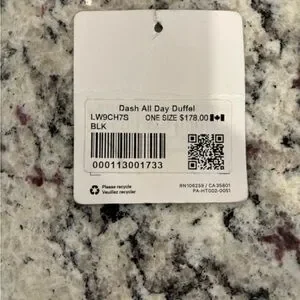 Dash All Day Duffel
LW9CH7S ONE SIZE $178.00
BLK
000113001733
Please recycle
Veuillez recycler
RN106259 / CA35801
PA-HT002-0051